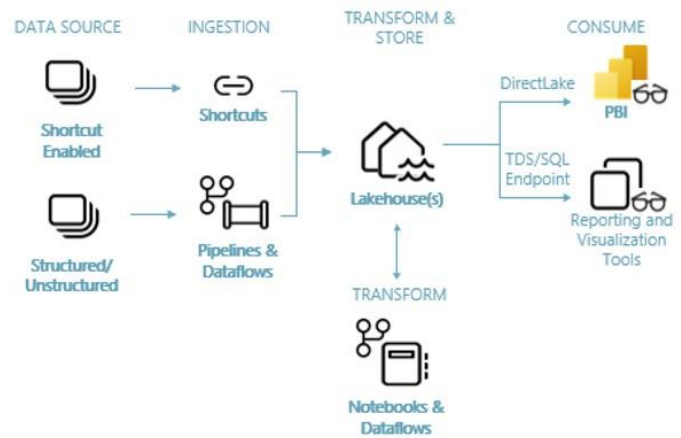 DATA SOURCE
INGESTION
TRANSFORM &
STORE
CONSUME
Shortcut
Enabled
Shortcuts
DirectLake
PBI
Structured/
Unstructured
Pipelines &
Dataflows
Lakehouse(s)
TDS/SQL
Endpoint
Reporting and
Visualization
Tools
TRANSFORM
Notebooks &
Dataflows